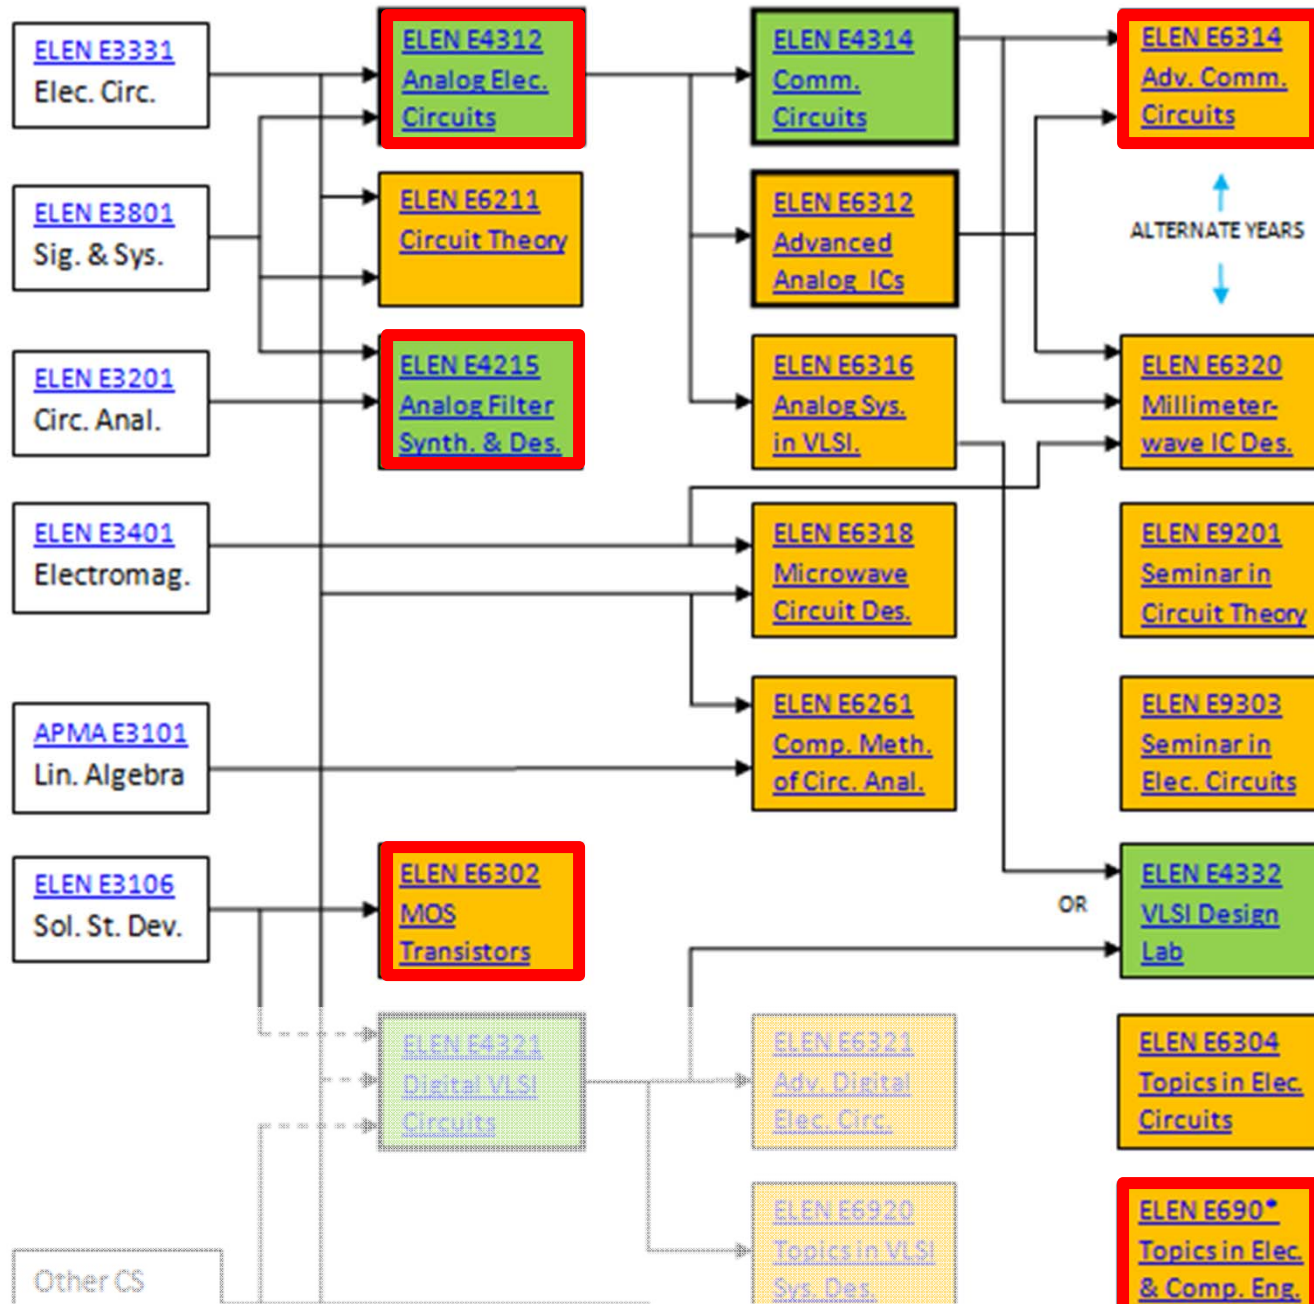 ELEN E3331
Elec. Circ.
ELEN E3801
Sig. & Sys.
ELEN E3201
Circ. Anal.
ELEN E3401
Electromag.
APMA E3101
Lin. Algebra
ELEN E3106
Sol. St. Dev.
Other CS
ELEN E4312
Analog Elec.
Circuits
ELEN E6211
Circuit Theory
ELEN E4215
Analog Filter
Synth. & Des.
ELEN E6302
MOS
Transistors
ELEN E4321
Digital VLSI
Circuits
ELEN E4314
Comm.
Circuits
ELEN E6312
Advanced
Analog ICs
ELEN E6316
Analog Sys.
in VLSI.
ELEN E6318
Microwave
Circuit Des.
ELEN E6261
Comp. Meth.
of Circ. Anal.
ELEN E6321
Adv. Digital
Elec. Circ.
ELEN E6920
Topics in VLSI
Sys. Des.
ELEN E6314
Adv. Comm.
Circuits
ALTERNATE YEARS
ELEN E6320
Millimeter-
wave IC Des.
ELEN E9201
Seminar in
Circuit Theory
ELEN E9303
Seminar in
Elec. Circuits
OR
ELEN E4332
VLSI Design
Lab
ELEN E6304
Topics in Elec.
Circuits
ELEN E690*
Topics in Elec.
& Comp. Eng.